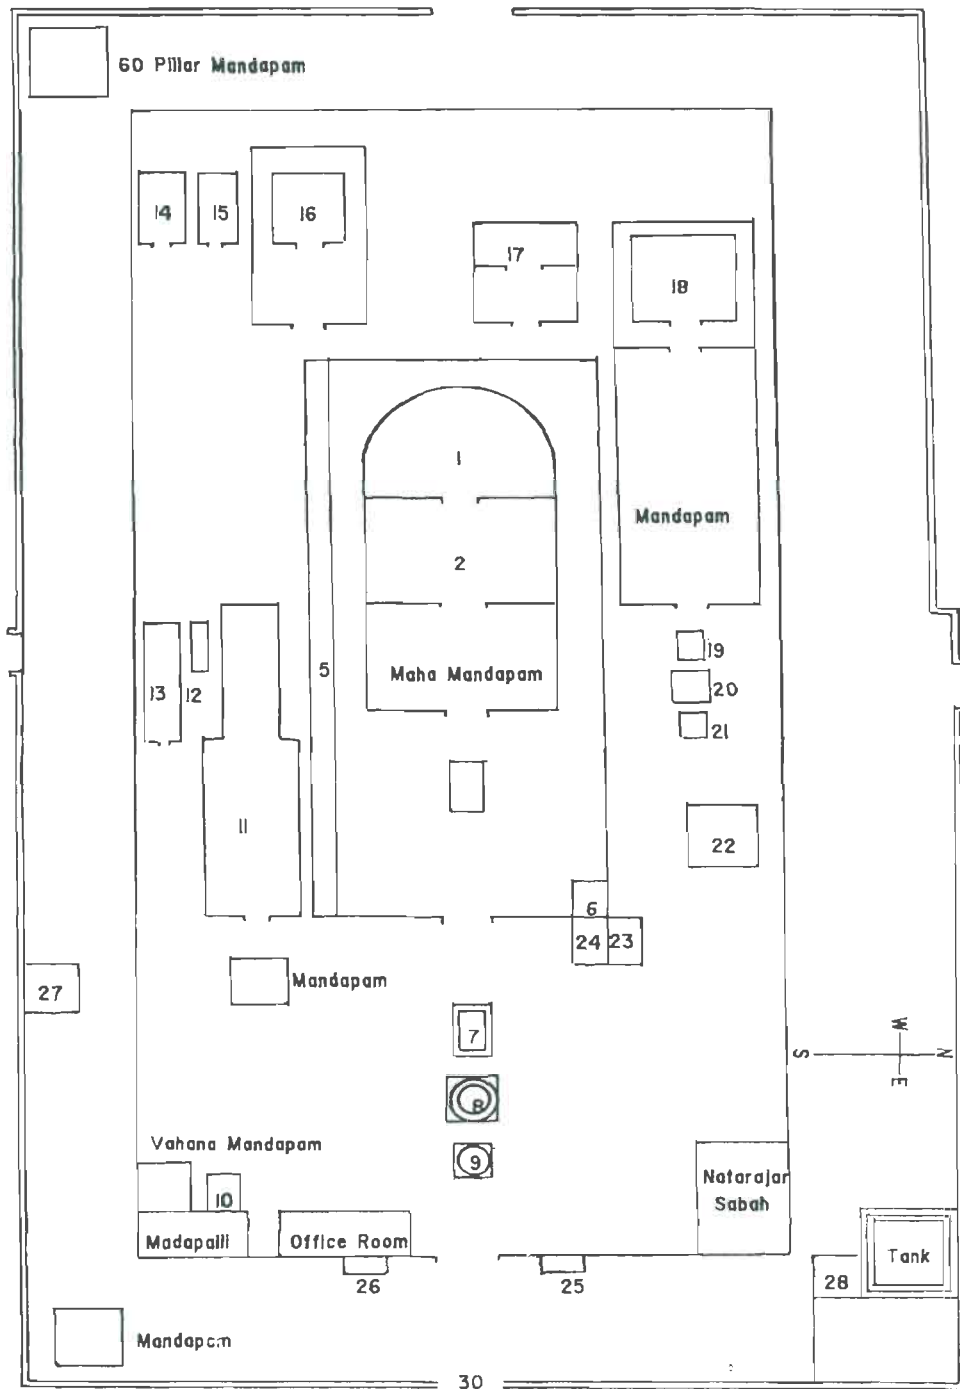 60 Pillar Mandapam
14 15 16
17
18
1
Mandapam
2
19
5
Maha Mandapam
13 12
20
21
11
22
6
24 23
27
Mandapam
7
W
S N
E
8
Vahana Mandapam
9
10
Natarajar
Sabah
Madapalli
Office Room
Tank
26
25
28
Mandapam
30